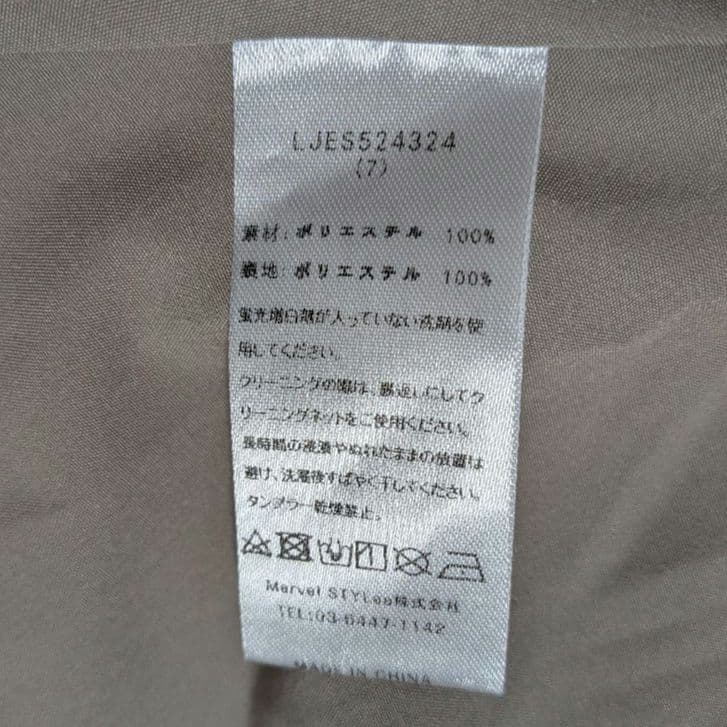 LJES524324
(7)
素材: ポリエステル 100%
裏地: ポリエステル 100%
蛍光増白剤が入っていない洗剤を使
用してください。
クリーニングの際は、裏返しにしてク
リーニングネットをご使用ください。
長時間の浸漬やぬれたままの放置は
避け、洗濯後すばやく干してください。
タンブラー乾燥禁止。
Marvel STYLee株式会社
TEL:03-6447-1142
MADE IN CHINA